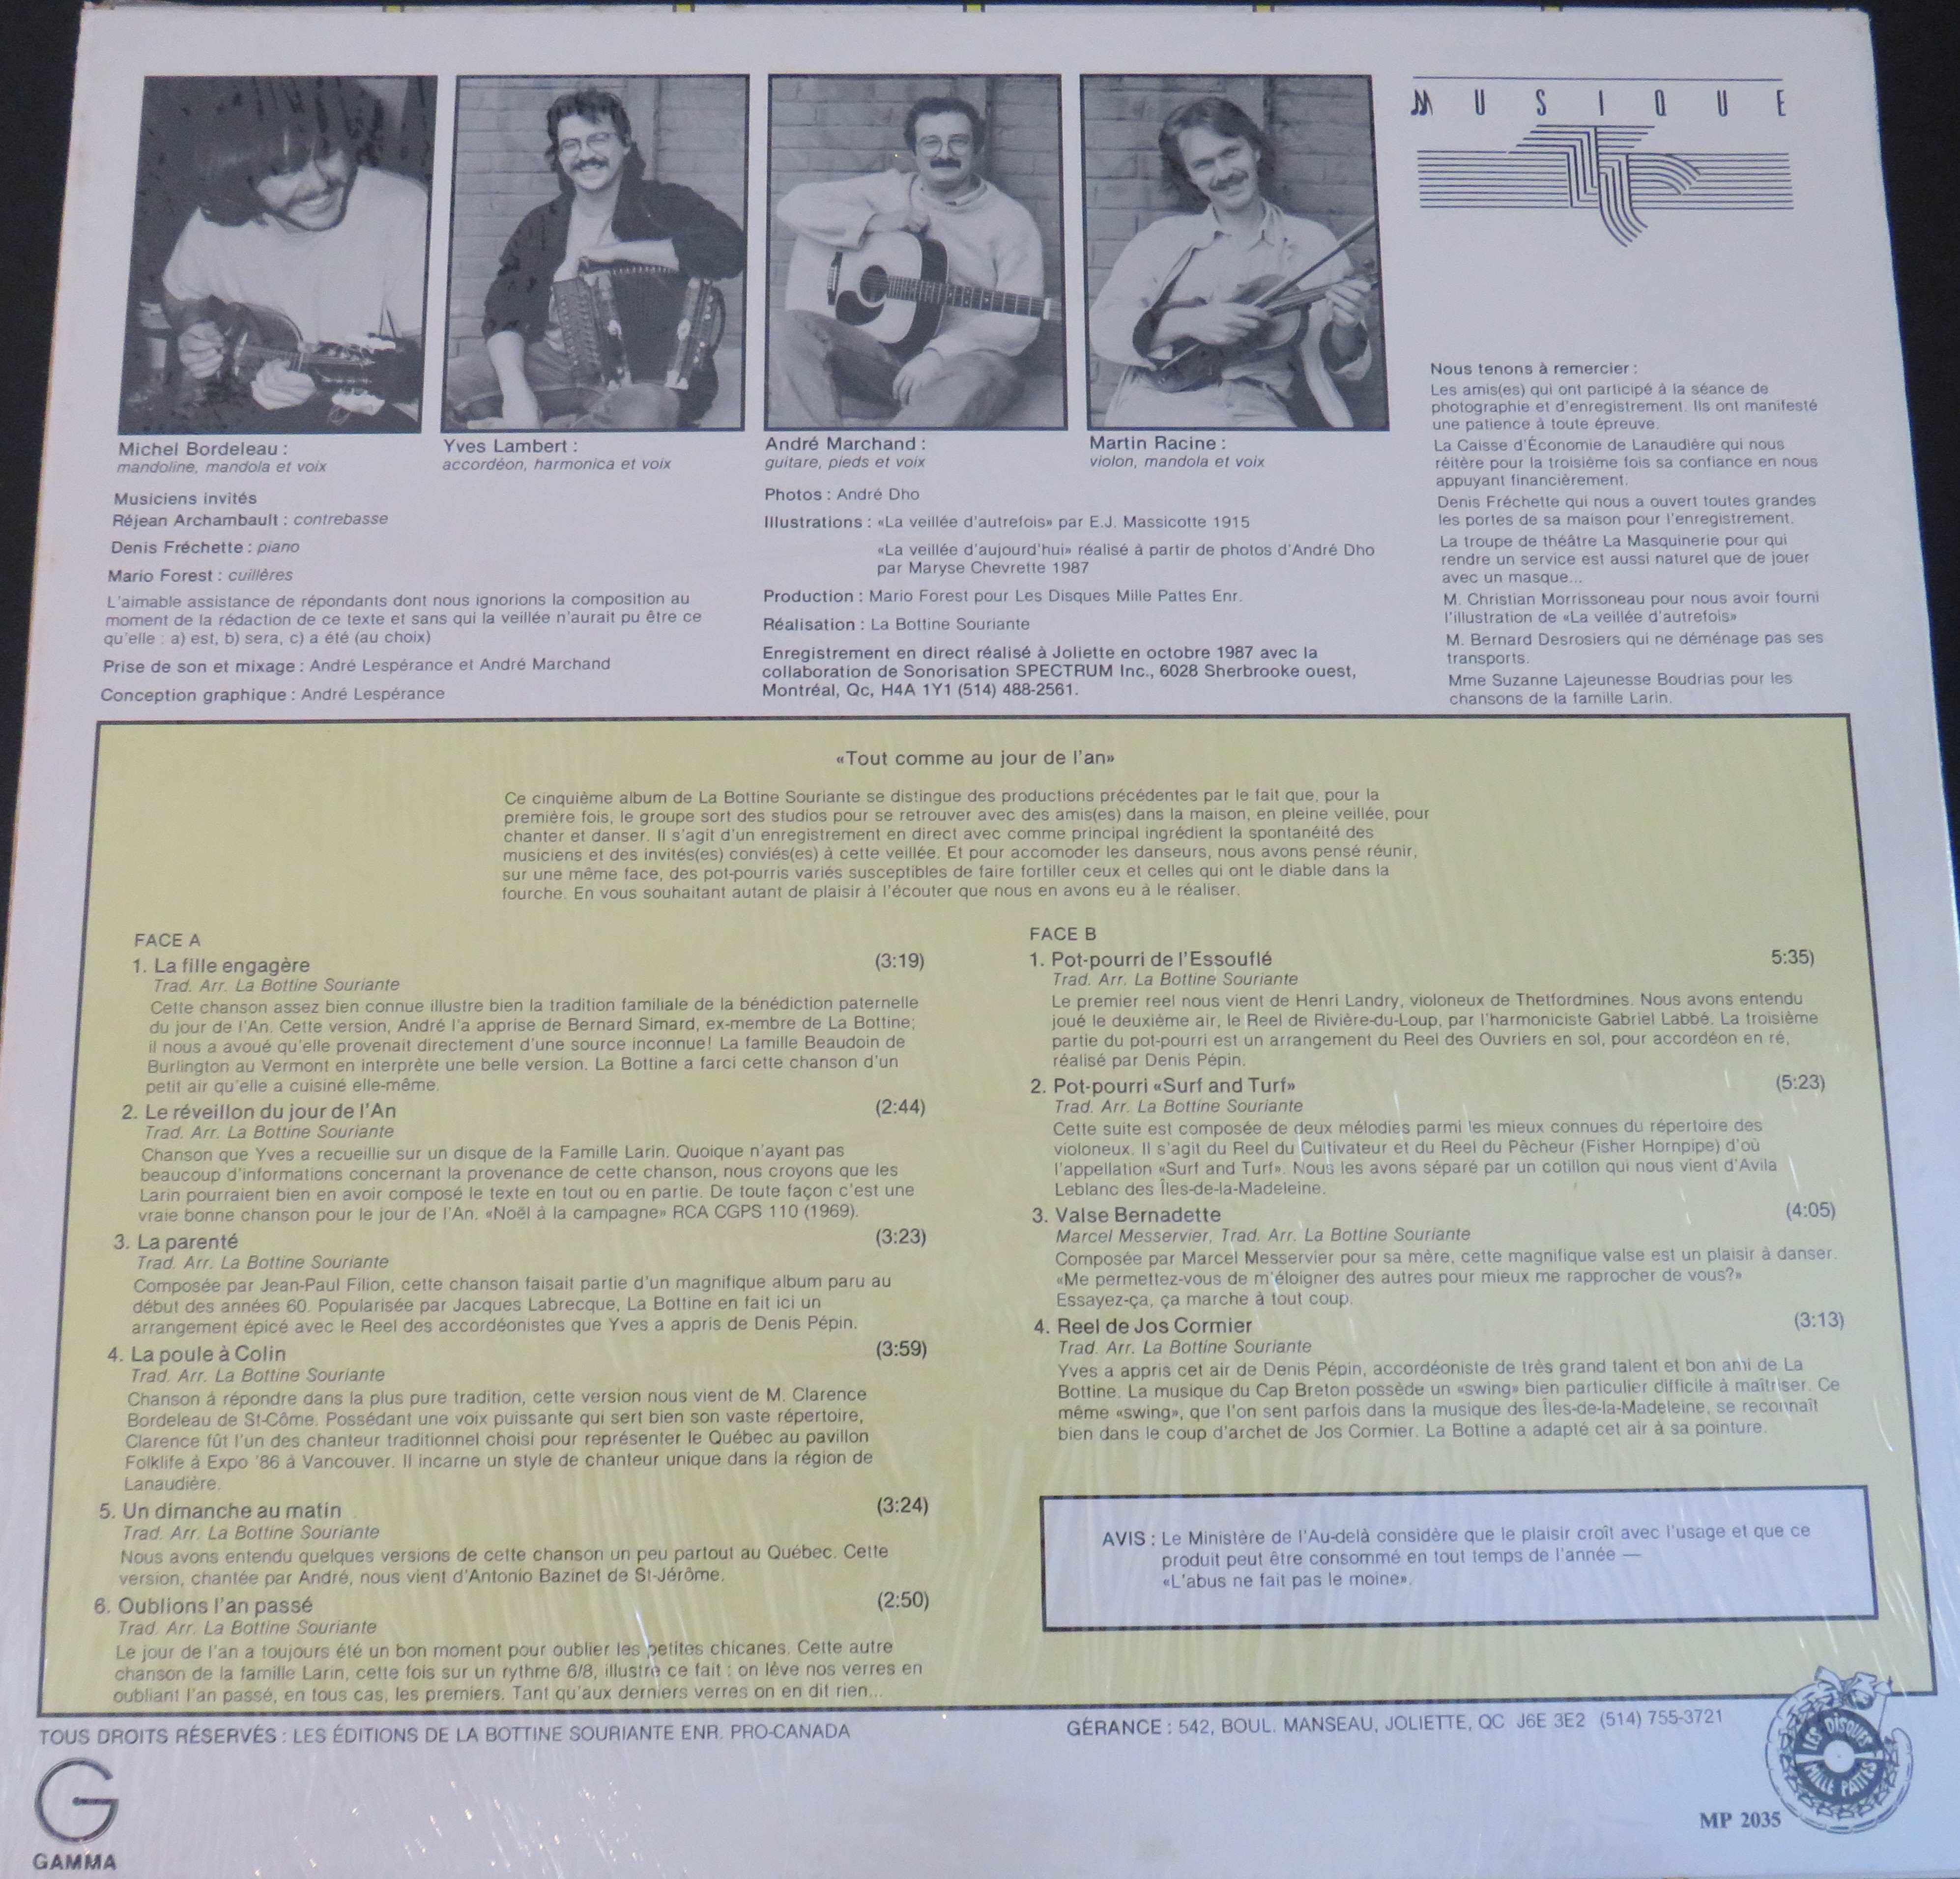 MUSIQUE
Michel Bordeleau :
mandoline, mandola et voix
Yves Lambert :
accordéon, harmonica et voix
André Marchand :
guitare, pieds et voix
Martin Racine :
violon, mandola et voix
Musiciens invités
Réjean Archambault : contrebasse
Denis Fréchette : piano
Mario Forest : cuillères
L'aimable assistance de répondants dont nous ignorions la composition au
moment de la rédaction de ce texte et sans qui la veillée n'aurait pu être ce
qu'elle : a) est, b) sera, c) a été (au choix)
Prise de son et mixage : André Lespérance et André Marchand
Conception graphique : André Lespérance
Photos : André Dho
Illustrations : «La veillée d'autrefois» par E.J. Massicotte 1915
«La veillée d'aujourd'hui» réalisé à partir de photos d'André Dho
par Maryse Chevrette 1987
Production : Mario Forest pour Les Disques Mille Pattes Enr.
Réalisation : La Bottine Souriante
Enregistrement en direct réalisé à Joliette en octobre 1987 avec la
collaboration de Sonorisation SPECTRUM Inc., 6028 Sherbrooke ouest,
Montréal, Qc, H4A 1Y1 (514) 488-2561.
Nous tenons à remercier :
Les amis(es) qui ont participé à la séance de
photographie et d'enregistrement. Ils ont manifesté
une patience à toute épreuve.
La Caisse d'Économie de Lanaudière qui nous
réitère pour la troisième fois sa confiance en nous
appuyant financièrement.
Denis Fréchette qui nous a ouvert toutes grandes
les portes de sa maison pour l'enregistrement.
La troupe de théâtre La Masquinerie pour qui
rendre un service est aussi naturel que de jouer
avec un masque...
M. Christian Morrissoneau pour nous avoir fourni
l'illustration de «La veillée d'autrefois»
M. Bernard Desrosiers qui ne déménage pas ses
transports.
Mme Suzanne Lajeunesse Boudrias pour les
chansons de la famille Larin.
«Tout comme au jour de l'an»
Ce cinquième album de La Bottine Souriante se distingue des productions précédentes par le fait que, pour la
première fois, le groupe sort des studios pour se retrouver avec des amis(es) dans la maison, en pleine veillée, pour
chanter et danser. Il s'agit d'un enregistrement en direct avec comme principal ingrédient la spontanéité des
musiciens et des invités(es) conviés(es) à cette veillée. Et pour accomoder les danseurs, nous avons pensé réunir,
sur une même face, des pot-pourris variés susceptibles de faire fortiller ceux et celles qui ont le diable dans la
fourche. En vous souhaitant autant de plaisir à l'écouter que nous en avons eu à le réaliser.
FACE A
1. La fille engagère (3:19)
Trad. Arr. La Bottine Souriante
Cette chanson assez bien connue illustre bien la tradition familiale de la bénédiction paternelle
du jour de l'An. Cette version, André l'a apprise de Bernard Simard, ex-membre de La Bottine;
il nous a avoué qu'elle provenait directement d'une source inconnue! La famille Beaudoin de
Burlington au Vermont en interprète une belle version. La Bottine a farci cette chanson d'un
petit air qu'elle a cuisiné elle-même.
2. Le réveillon du jour de l'An (2:44)
Trad. Arr. La Bottine Souriante
Chanson que Yves a recueillie sur un disque de la Famille Larin. Quoique n'ayant pas
beaucoup d'informations concernant la provenance de cette chanson, nous croyons que les
Larin pourraient bien en avoir composé le texte en tout ou en partie. De toute façon c'est une
vraie bonne chanson pour le jour de l'An. «Noël à la campagne» RCA CGPS 110 (1969).
3. La parenté (3:23)
Trad. Arr. La Bottine Souriante
Composée par Jean-Paul Filion, cette chanson faisait partie d'un magnifique album paru au
début des années 60. Popularisée par Jacques Labrecque, La Bottine en fait ici un
arrangement épicé avec le Reel des accordéonistes que Yves a appris de Denis Pépin.
4. La poule à Colin (3:59)
Trad. Arr. La Bottine Souriante
Chanson à répondre dans la plus pure tradition, cette version nous vient de M. Clarence
Bordeleau de St-Côme. Possédant une voix puissante qui sert bien son vaste répertoire,
Clarence fût l'un des chanteur traditionnel choisi pour représenter le Québec au pavillon
Folklife à Expo '86 à Vancouver. Il incarne un style de chanteur unique dans la région de
Lanaudière.
5. Un dimanche au matin (3:24)
Trad. Arr. La Bottine Souriante
Nous avons entendu quelques versions de cette chanson un peu partout au Québec. Cette
version, chantée par André, nous vient d'Antonio Bazinet de St-Jérôme.
6. Oublions l'an passé (2:50)
Trad. Arr. La Bottine Souriante
Le jour de l'an a toujours été un bon moment pour oublier les petites chicanes. Cette autre
chanson de la famille Larin, cette fois sur un rythme 6/8, illustre ce fait : on lève nos verres en
oubliant l'an passé, en tous cas, les premiers. Tant qu'aux derniers verres on en dit rien...
FACE B
1. Pot-pourri de l'Essouflé 5:35)
Trad. Arr. La Bottine Souriante
Le premier reel nous vient de Henri Landry, violoneux de Thetfordmines. Nous avons entendu
joué le deuxième air, le Reel de Rivière-du-Loup, par l'harmoniciste Gabriel Labbé. La troisième
partie du pot-pourri est un arrangement du Reel des Ouvriers en sol, pour accordéon en ré,
réalisé par Denis Pépin.
2. Pot-pourri «Surf and Turf» (5:23)
Trad. Arr. La Bottine Souriante
Cette suite est composée de deux mélodies parmi les mieux connues du répertoire des
violoneux. Il s'agit du Reel du Cultivateur et du Reel du Pêcheur (Fisher Hornpipe) d'où
l'appellation «Surf and Turf». Nous les avons séparé par un cotillon qui nous vient d'Avila
Leblanc des Îles-de-la-Madeleine.
3. Valse Bernadette (4:05)
Marcel Messervier, Trad. Arr. La Bottine Souriante
Composée par Marcel Messervier pour sa mère, cette magnifique valse est un plaisir à danser.
«Me permettez-vous de m'éloigner des autres pour mieux me rapprocher de vous?»
Essayez-ça, ça marche à tout coup.
4. Reel de Jos Cormier (3:13)
Trad. Arr. La Bottine Souriante
Yves a appris cet air de Denis Pépin, accordéoniste de très grand talent et bon ami de La
Bottine. La musique du Cap Breton possède un «swing» bien particulier difficile à maîtriser. Ce
même «swing», que l'on sent parfois dans la musique des Îles-de-la-Madeleine, se reconnaît
bien dans le coup d'archet de Jos Cormier. La Bottine a adapté cet air à sa pointure.
AVIS : Le Ministère de l'Au-delà considère que le plaisir croît avec l'usage et que ce
produit peut être consommé en tout temps de l'année —
«L'abus ne fait pas le moine».
TOUS DROITS RÉSERVÉS : LES ÉDITIONS DE LA BOTTINE SOURIANTE ENR. PRO-CANADA
GÉRANCE : 542, BOUL. MANSEAU, JOLIETTE, QC J6E 3E2 (514) 755-3721
LES DISQUES
MILLE PATTES
MP 2035
GAMMA